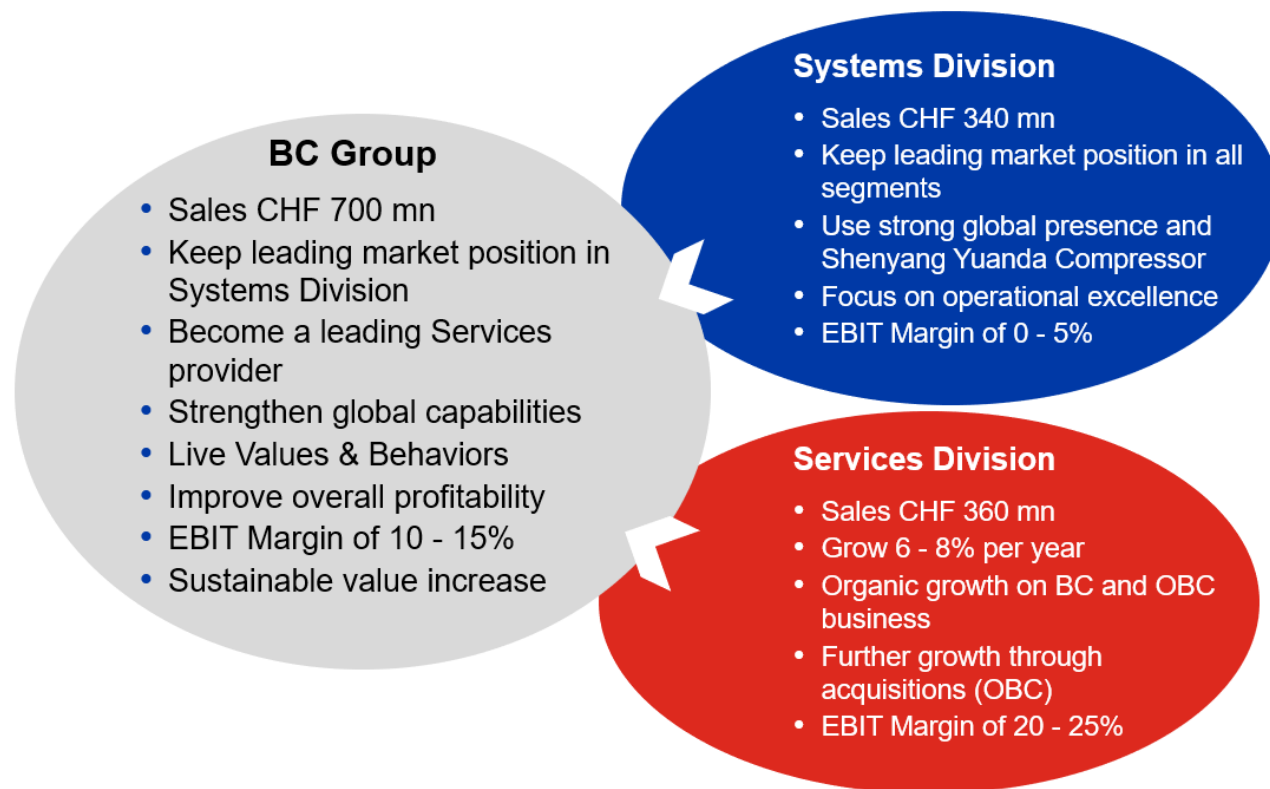 BC Group
• Sales CHF 700 mn
• Keep leading market position in
Systems Division
• Become a leading Services
provider
• Strengthen global capabilities
• Live Values & Behaviors
• Improve overall profitability
• EBIT Margin of 10 - 15%
• Sustainable value increase
Systems Division
• Sales CHF 340 mn
• Keep leading market position in all
segments
• Use strong global presence and
Shenyang Yuanda Compressor
• Focus on operational excellence
• EBIT Margin of 0 - 5%
Services Division
• Sales CHF 360 mn
• Grow 6 - 8% per year
• Organic growth on BC and OBC
business
• Further growth through
acquisitions (OBC)
• EBIT Margin of 20 - 25%